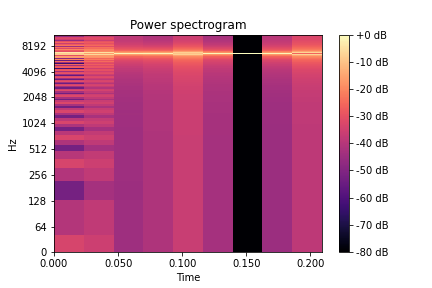 Power spectrogram
8192
4096
2048
1024
512
256
128
64
0
Hz
0.000 0.050 0.100 0.150 0.200
Time
+0 dB
-10 dB
-20 dB
-30 dB
-40 dB
-50 dB
-60 dB
-70 dB
-80 dB